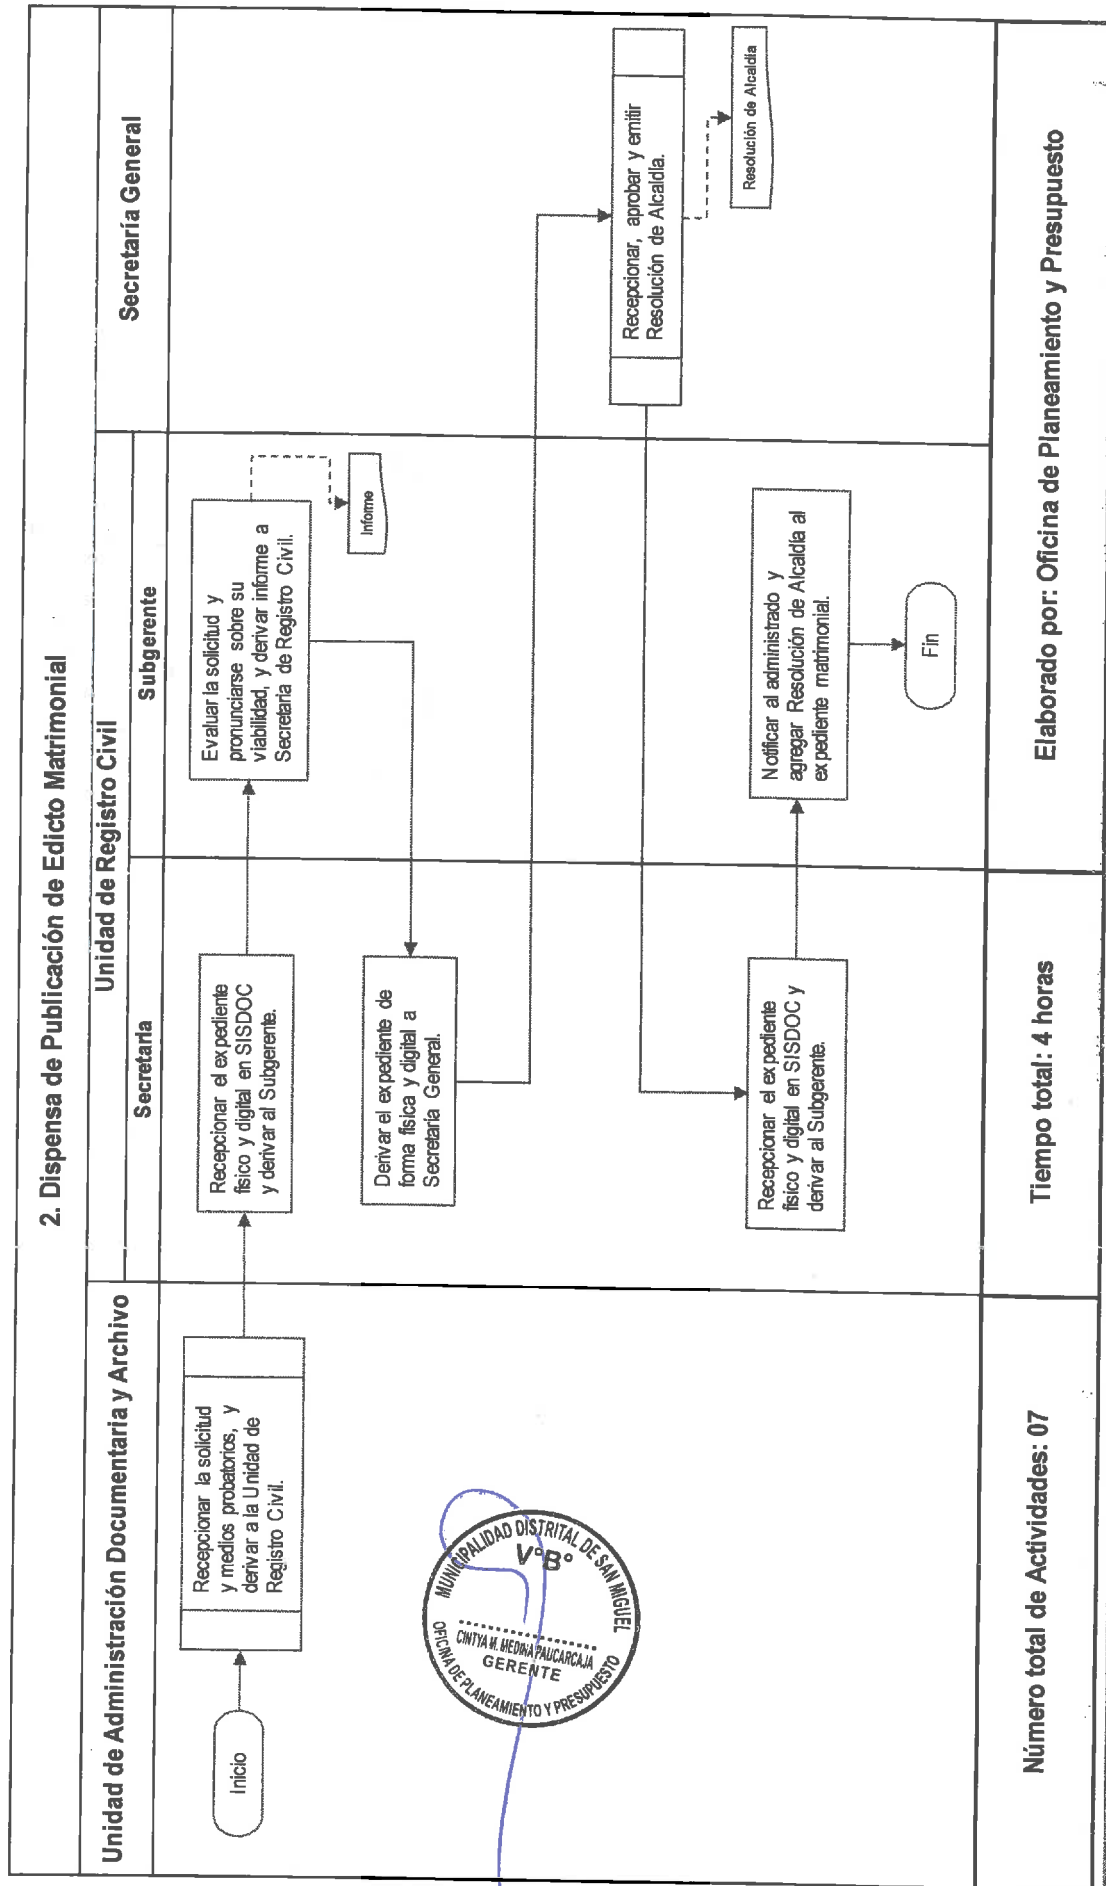 2. Dispensa de Publicación de Edicto Matrimonial
Unidad de Administración Documentaria y Archivo
Unidad de Registro Civil
Secretaría General
Secretaria
Subgerente
Inicio
Recepcionar la solicitud
y medios probatorios, y
derivar a la Unidad de
Registro Civil.
Recepcionar el expediente
físico y digital en SISDOC
y derivar al Subgerente.
Evaluar la solicitud y
pronunciarse sobre su
viabilidad, y derivar informe a
Secretaria de Registro Civil.
Informe
Derivar el expediente de
forma física y digital a
Secretaría General.
Recepcionar, aprobar y emitir
Resolución de Alcaldía.
Resolución de Alcaldía
Recepcionar el expediente
físico y digital en SISDOC y
derivar al Subgerente.
Notificar al administrado y
agregar Resolución de Alcaldía al
expediente matrimonial.
Fin
MUNICIPALIDAD DISTRITAL DE SAN MIGUEL
V°B°
CINTYA M. MEDINA PAUCARCAJA
GERENTE
OFICINA DE PLANEAMIENTO Y PRESUPUESTO
Número total de Actividades: 07
Tiempo total: 4 horas
Elaborado por: Oficina de Planeamiento y Presupuesto